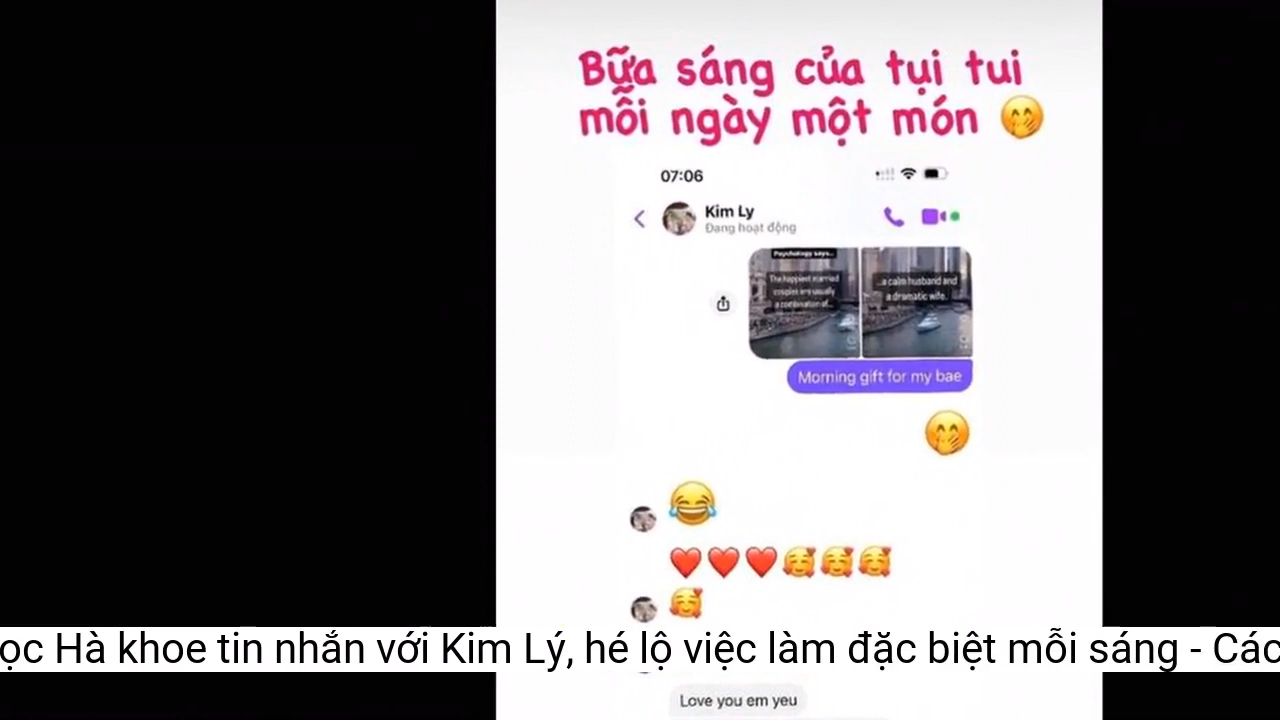 Bữa sáng của tụi tui
mỗi ngày một món 🤭
07:06
Kim Ly
Đang hoạt động
Psychology says...
The happiest married
couples are usually
a combination of...
...a calm husband and
a dramatic wife.
Morning gift for my bae
🤭
😂
❤️❤️❤️🥰🥰🥰
🥰
ọc Hà khoe tin nhắn với Kim Lý, hé lộ việc làm đặc biệt mỗi sáng - Các
Love you em yeu